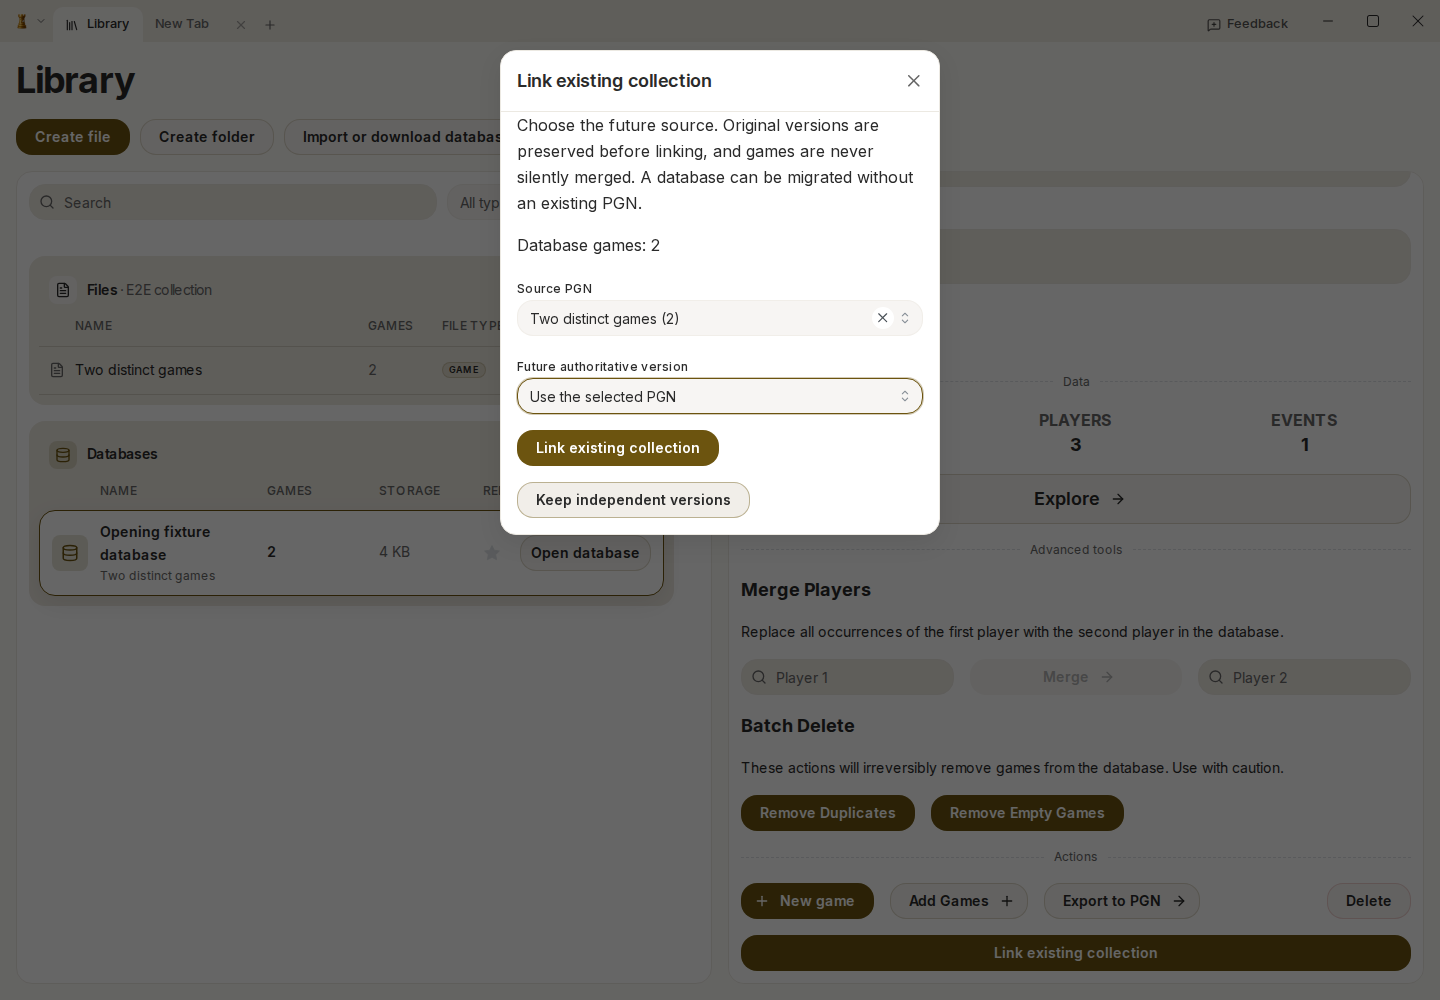 Library
New Tab
Feedback
Library
Create file
Create folder
Import or download databas
Search
All typ
Files · E2E collection
NAME
GAMES
FILE TYPE
Two distinct games
2
GAME
Databases
NAME
GAMES
STORAGE
Opening fixture
database
Two distinct games
2
4 KB
Open database
Link existing collection
Choose the future source. Original versions are
preserved before linking, and games are never
silently merged. A database can be migrated without
an existing PGN.
Database games: 2
Source PGN
Two distinct games (2)
Future authoritative version
Use the selected PGN
Link existing collection
Keep independent versions
Data
PLAYERS
3
EVENTS
1
Explore
Advanced tools
Merge Players
Replace all occurrences of the first player with the second player in the database.
Player 1
Merge
Player 2
Batch Delete
These actions will irreversibly remove games from the database. Use with caution.
Remove Duplicates
Remove Empty Games
Actions
New game
Add Games
Export to PGN
Delete
Link existing collection